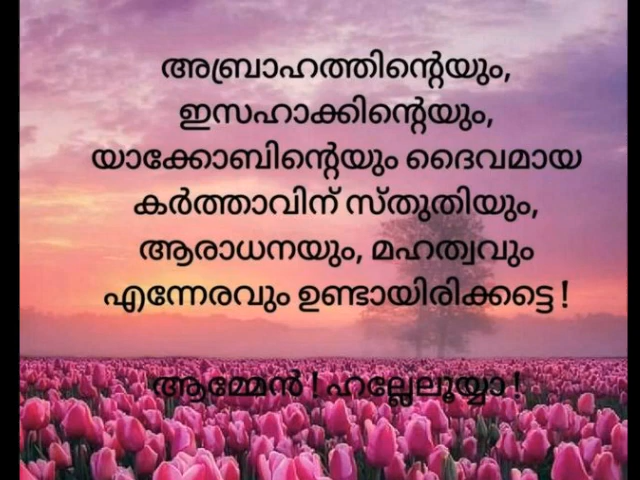 അബ്രാഹത്തിന്റെയും,
ഇസഹാക്കിന്റെയും,
യാക്കോബിന്റെയും ദൈവമായ
കർത്താവിന് സ്തുതിയും,
ആരാധനയും, മഹത്വവും
എന്നേരവും ഉണ്ടായിരിക്കട്ടെ !
ആമ്മേൻ ! ഹല്ലേലൂയ്യാ !